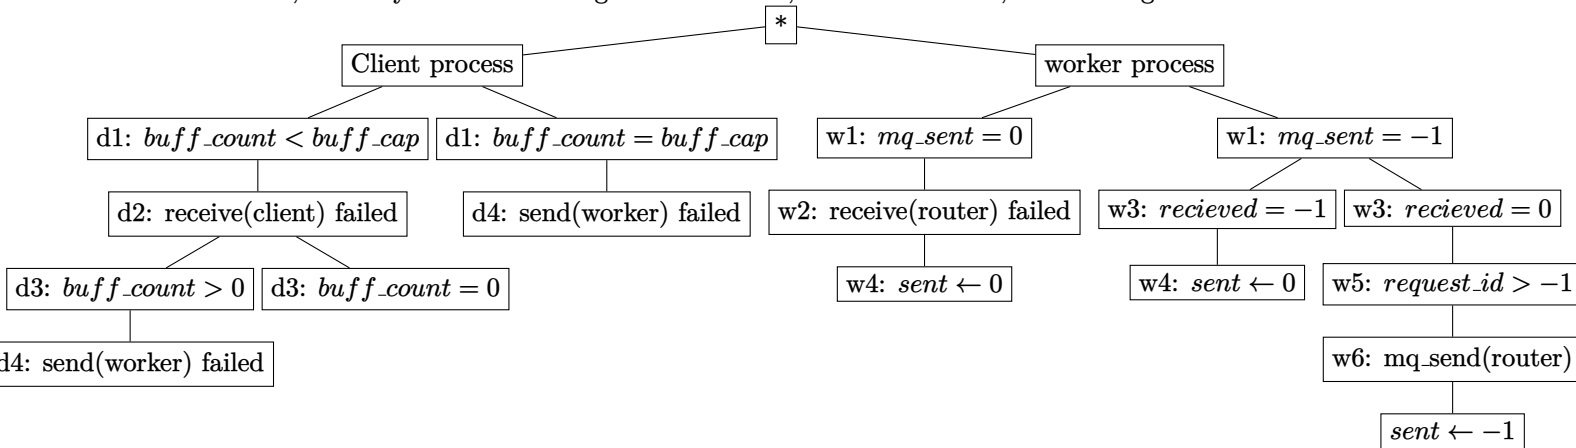 *
Client process worker process
d1: buff_count < buff_cap d1: buff_count = buff_cap w1: mq_sent = 0 w1: mq_sent = −1
d2: receive(client) failed d4: send(worker) failed w2: receive(router) failed w3: recieved = −1 w3: recieved = 0
d3: buff_count > 0 d3: buff_count = 0 w4: sent ← 0 w4: sent ← 0 w5: request_id > −1
d4: send(worker) failed w6: mq_send(router)
sent ← −1